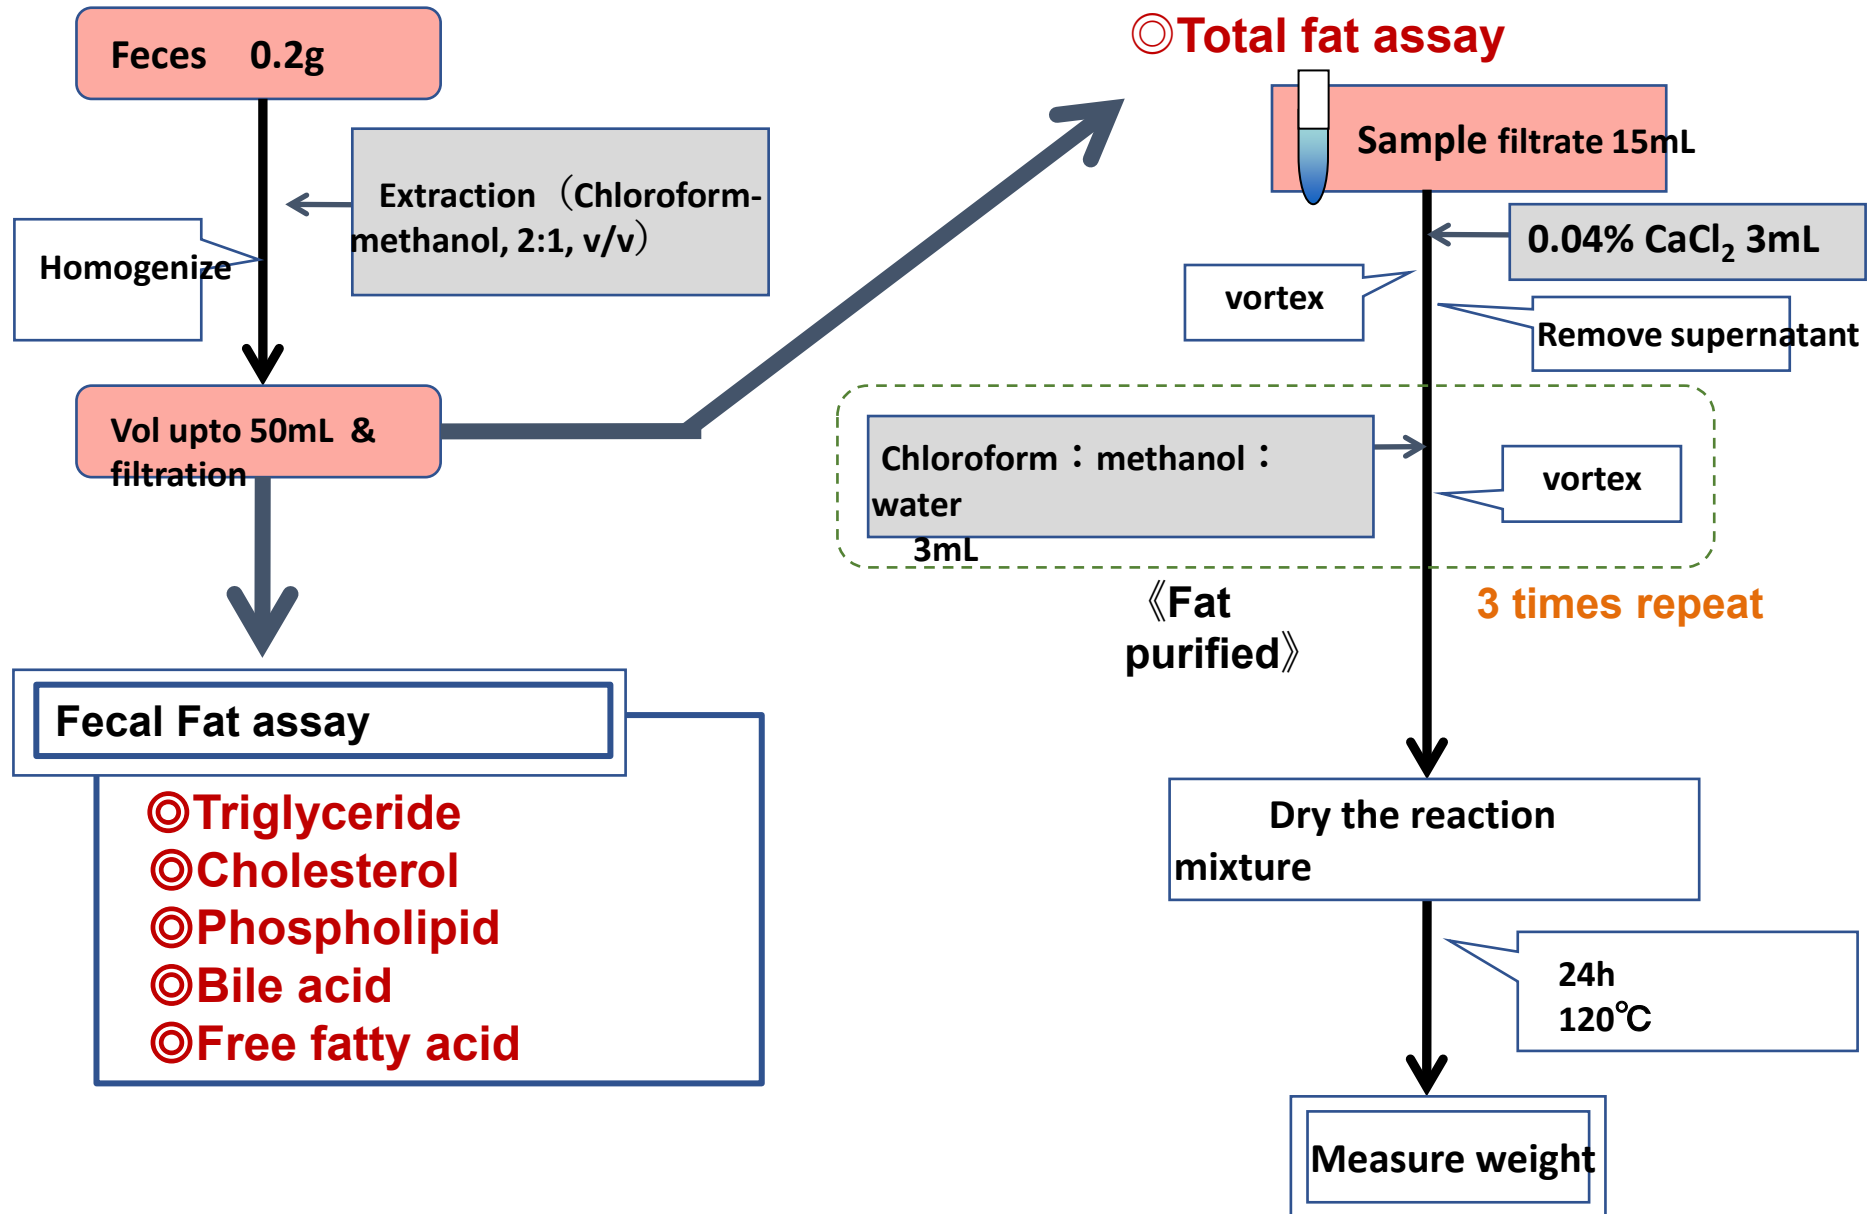 Feces 0.2g
Extraction（Chloroform-
methanol, 2:1, v/v）
Homogenize
Vol upto 50mL &
filtration
Fecal Fat assay
◎Triglyceride
◎Cholesterol
◎Phospholipid
◎Bile acid
◎Free fatty acid
◎Total fat assay
Sample filtrate 15mL
0.04% CaCl₂ 3mL
vortex
Remove supernatant
Chloroform：methanol：
water
3mL
vortex
《Fat
purified》
3 times repeat
Dry the reaction
mixture
24h
120℃
Measure weight